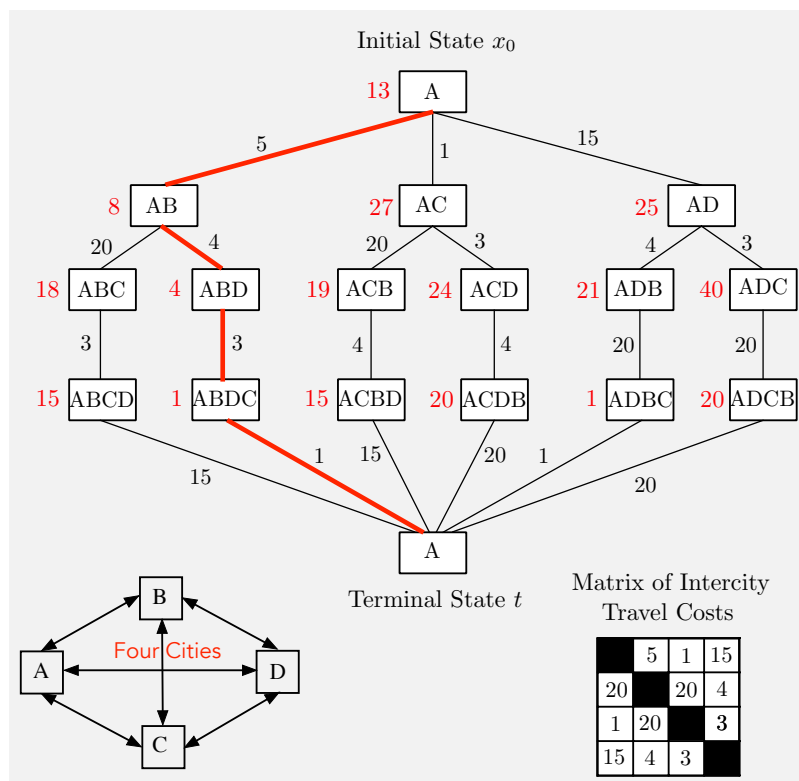 Initial State x0
13 A
5 1 15
8 AB 27 AC 25 AD
20 4 20 3 4 3
18 ABC 4 ABD 19 ACB 24 ACD 21 ADB 40 ADC
3 3 4 4 20 20
15 ABCD 1 ABDC 15 ACBD 20 ACDB 1 ADBC 20 ADCB
15 1 15 20 1 20
A
Terminal State t
Matrix of Intercity
Travel Costs
B
Four Cities
A D
C
5 1 15
20 20 4
1 20 3
15 4 3